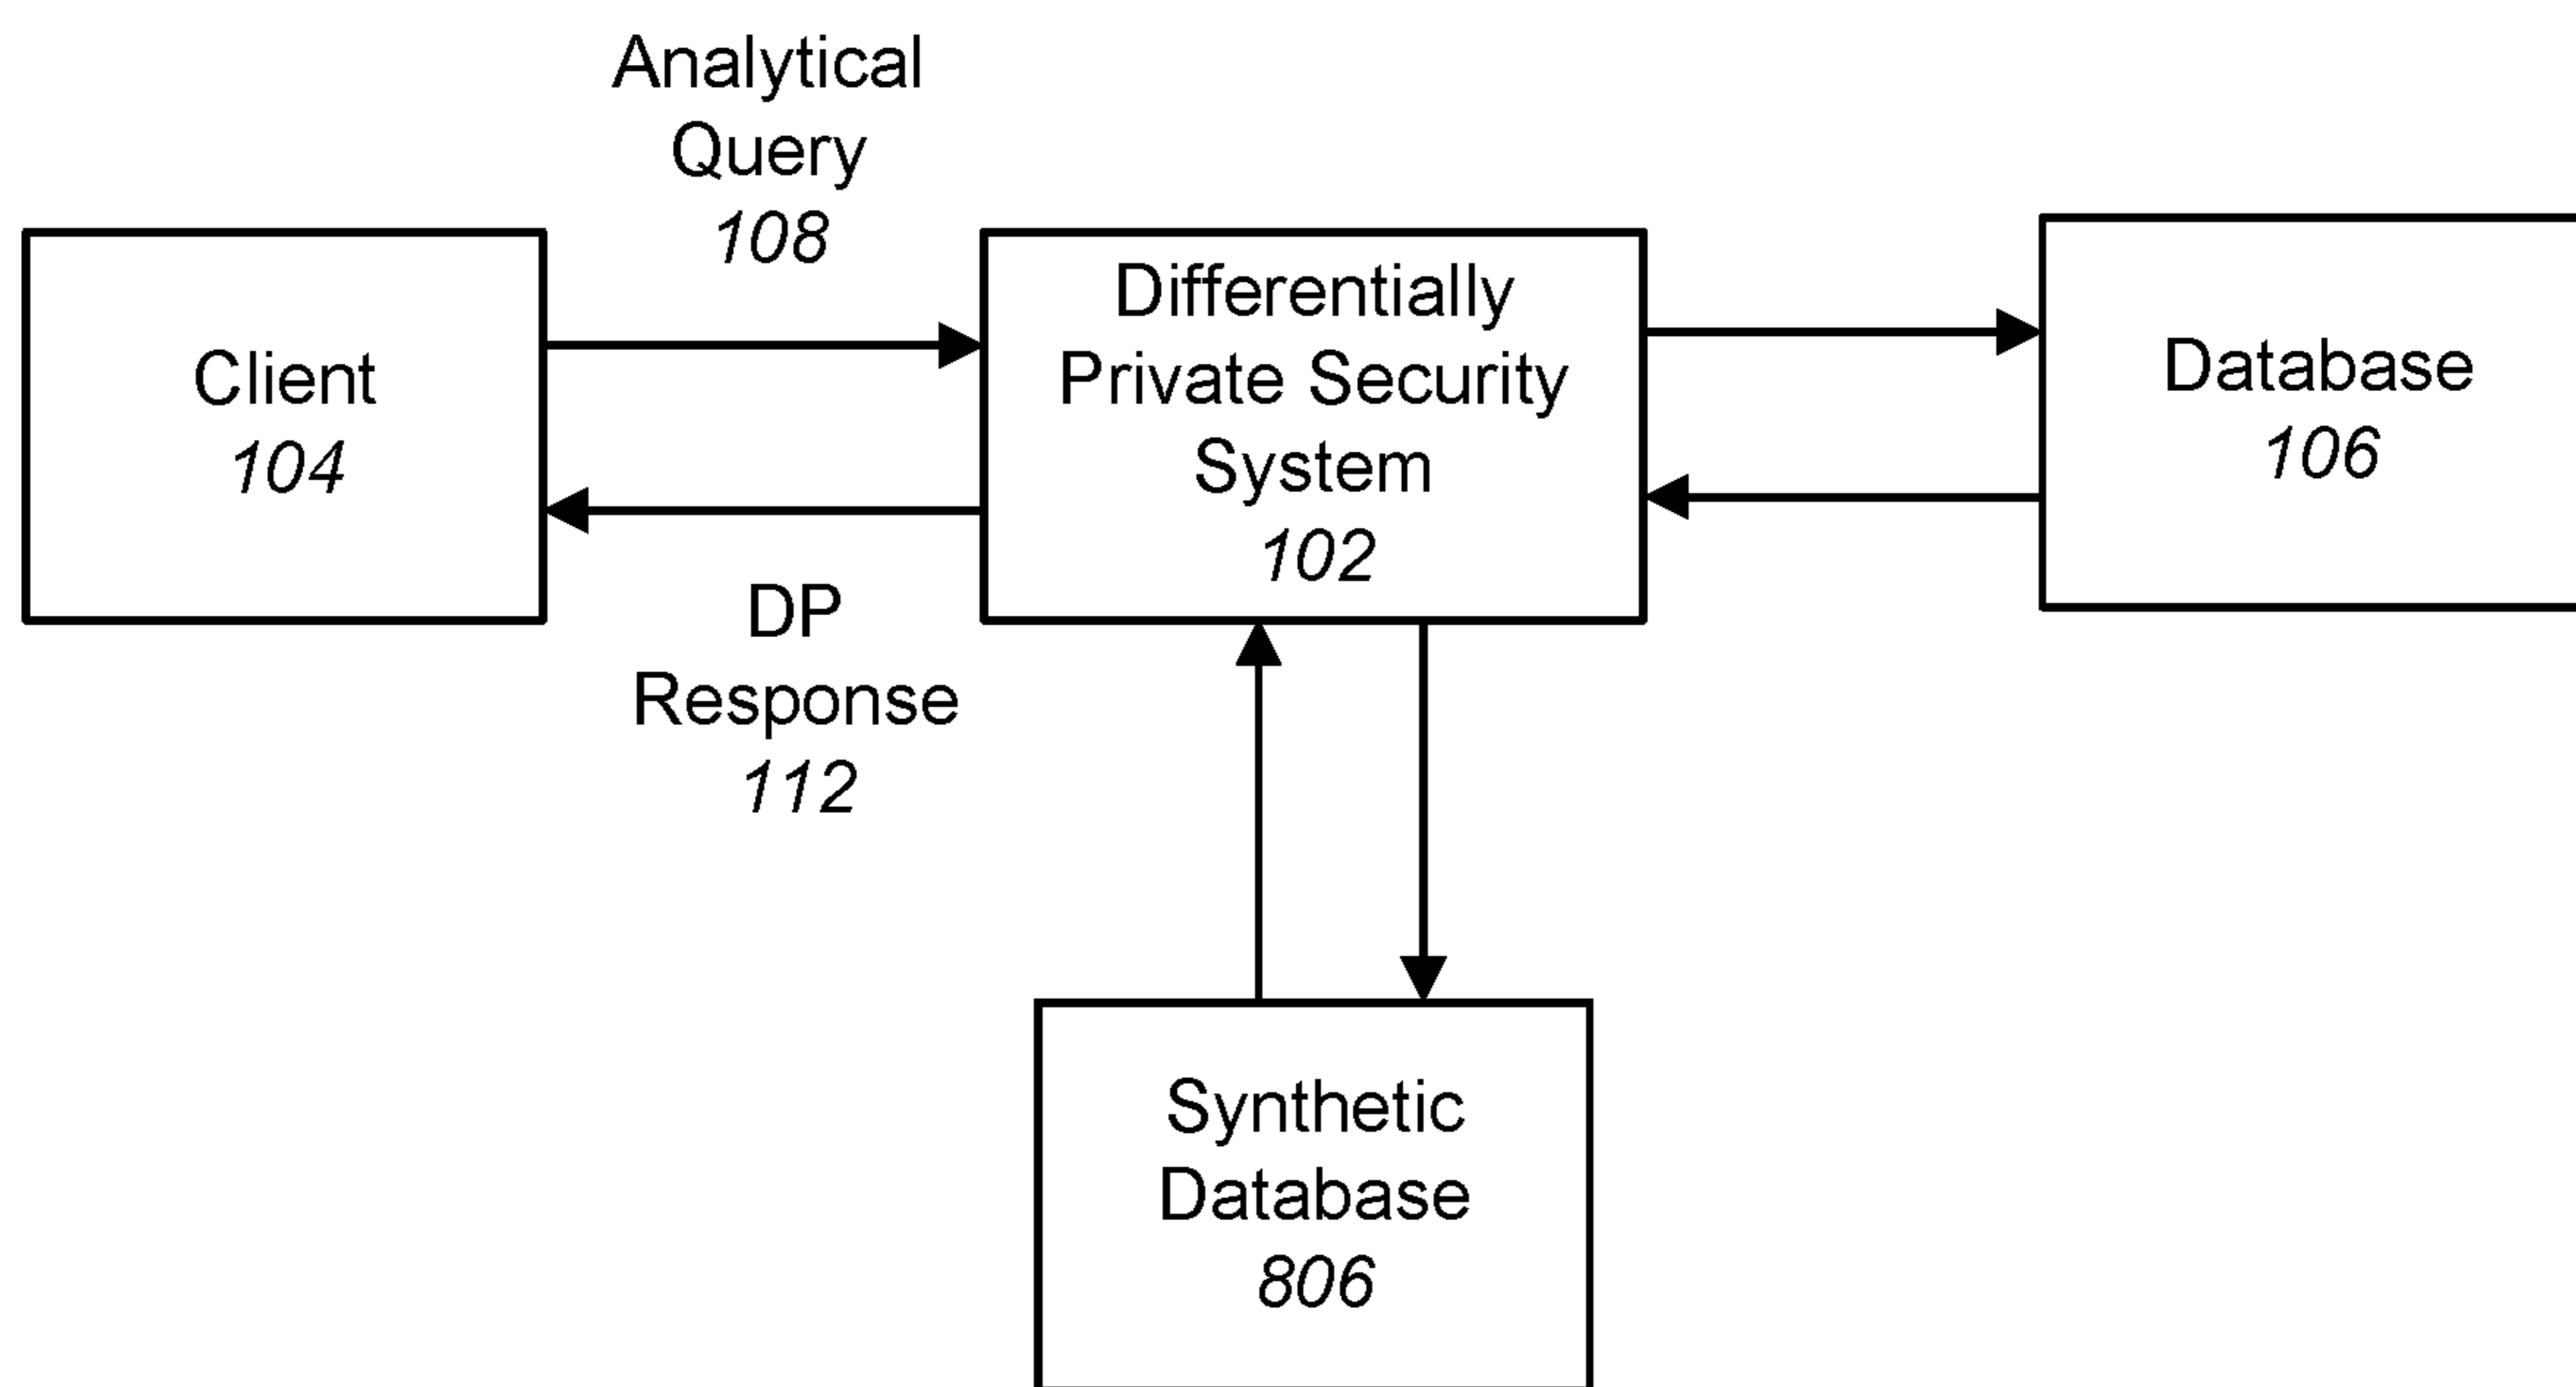 Analytical
Query
108
Client
104
Differentially
Private Security
System
102
Database
106
DP
Response
112
Synthetic
Database
806